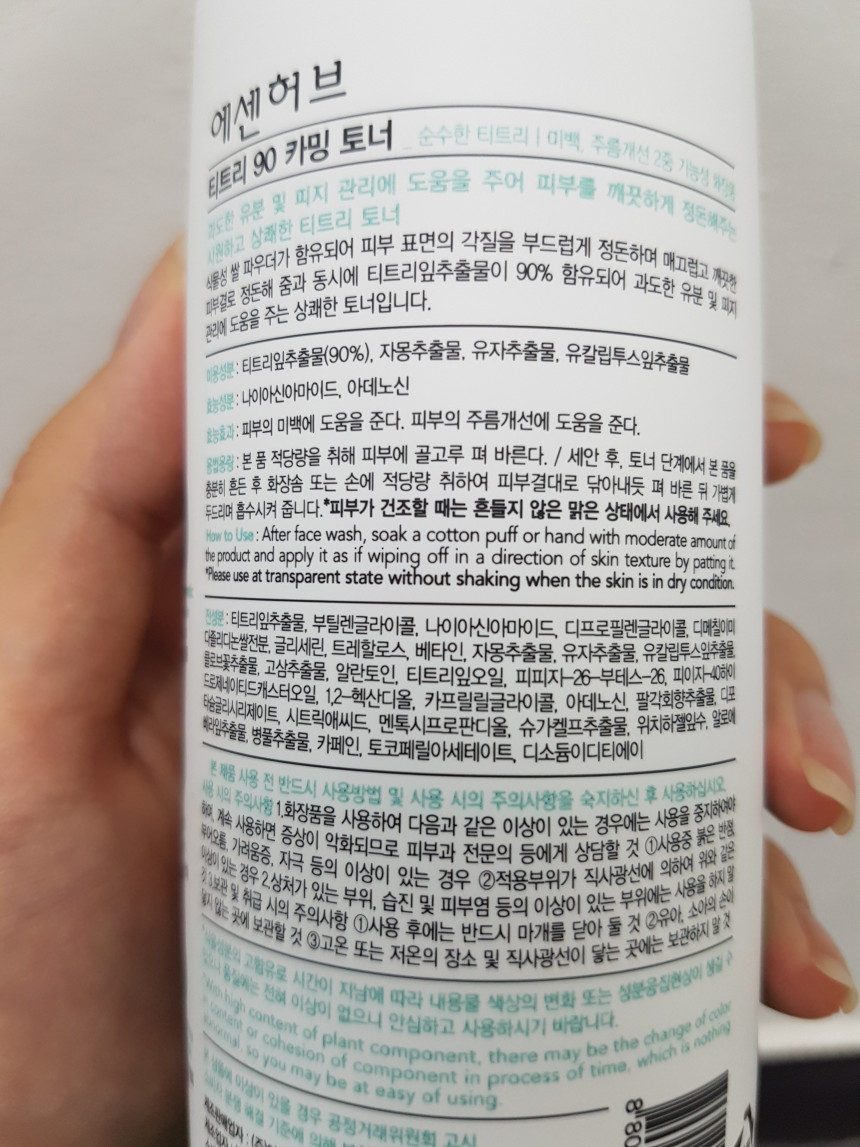 에센허브
티트리 90 카밍 토너 _ 순수한 티트리 | 미백, 주름개선 2중 기능성 화장품
과도한 유분 및 피지 관리에 도움을 주어 피부를 깨끗하게 정돈해주는
시원하고 상쾌한 티트리 토너
식물성 쌀 파우더가 함유되어 피부 표면의 각질을 부드럽게 정돈하며 매끄럽고 깨끗한
피부결로 정돈해 줌과 동시에 티트리잎추출물이 90% 함유되어 과도한 유분 및 피지
관리에 도움을 주는 상쾌한 토너입니다.
미용성분 : 티트리잎추출물(90%), 자몽추출물, 유자추출물, 유칼립투스잎추출물
효능성분 : 나이아신아마이드, 아데노신
효능효과 : 피부의 미백에 도움을 준다. 피부의 주름개선에 도움을 준다.
용법용량 : 본 품 적당량을 취해 피부에 골고루 펴 바른다. / 세안 후, 토너 단계에서 본 품을
충분히 흔든 후 화장솜 또는 손에 적당량 취하여 피부결대로 닦아내듯 펴 바른 뒤 가볍게
두드리며 흡수시켜 줍니다.*피부가 건조할 때는 흔들지 않은 맑은 상태에서 사용해 주세요.
How to Use : After face wash, soak a cotton puff or hand with moderate amount of
the product and apply it as if wiping off in a direction of skin texture by patting it.
*Please use at transparent state without shaking when the skin is in dry condition.
전성분 : 티트리잎추출물, 부틸렌글라이콜, 나이아신아마이드, 디프로필렌글라이콜, 디메칠이미
다졸리디논쌀전분, 글리세린, 트레할로스, 베타인, 자몽추출물, 유자추출물, 유칼립투스잎추출물,
클로브꽃추출물, 고삼추출물, 알란토인, 티트리잎오일, 피피지-26-부테스-26, 피이지-40하이
드로제네이티드캐스터오일, 1,2-헥산디올, 카프릴릴글라이콜, 아데노신, 팔각회향추출물, 디포
타슘글리시리제이트, 시트릭애씨드, 멘톡시프로판디올, 슈가켈프추출물, 위치하젤잎수, 알로에
베라잎추출물, 병풀추출물, 카페인, 토코페릴아세테이트, 디소듐이디티에이
본 제품 사용 전 반드시 사용방법 및 사용 시의 주의사항을 숙지하신 후 사용하십시오
사용 시의 주의사항 1.화장품을 사용하여 다음과 같은 이상이 있는 경우에는 사용을 중지하여야
하며, 계속 사용하면 증상이 악화되므로 피부과 전문의 등에게 상담할 것 ①사용중 붉은 반점,
부어오름, 가려움증, 자극 등의 이상이 있는 경우 ②적용부위가 직사광선에 의하여 위와 같은
이상이 있는 경우 2.상처가 있는 부위, 습진 및 피부염 등의 이상이 있는 부위에는 사용을 하지 말
것 3.보관 및 취급 시의 주의사항 ①사용 후에는 반드시 마개를 닫아 둘 것 ②유아, 소아의 손이
닿지 않는 곳에 보관할 것 ③고온 또는 저온의 장소 및 직사광선이 닿는 곳에는 보관하지 말 것
고함유로 시간이 지남에 따라 내용물 색상의 변화 또는 성분응집현상이 생길 수
있으나 품질에는 전혀 이상이 없으니 안심하고 사용하시기 바랍니다.
*With high content of plant component, there may be the change of color
in content or cohesion of component in process of time, which is nothing
abnormal, so you may be at easy of using.
본 상품에 이상이 있을 경우 공정거래위원회 고시
분쟁 해결 기준에 의해
8 80